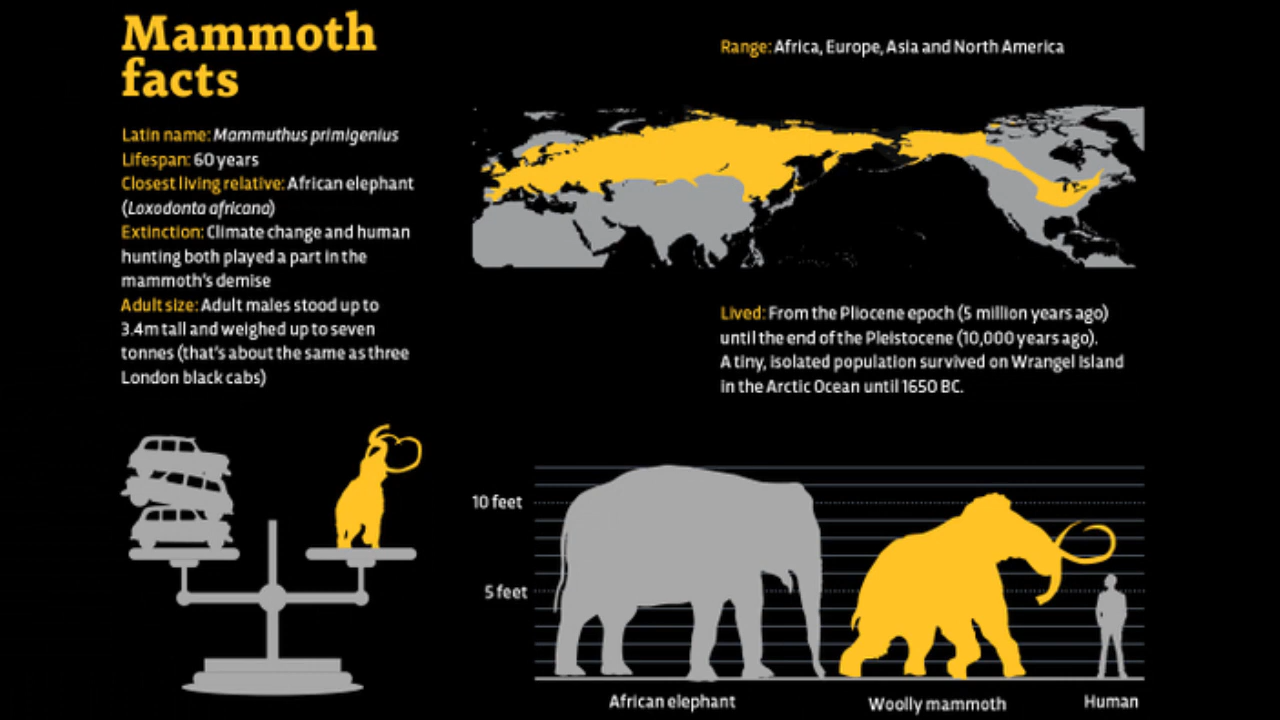 Mammoth
facts
Latin name: Mammuthus primigenius
Lifespan: 60 years
Closest living relative: African elephant
(Loxodonta africana)
Extinction: Climate change and human
hunting both played a part in the
mammoth's demise
Adult size: Adult males stood up to
3.4m tall and weighed up to seven
tonnes (that's about the same as three
London black cabs)
Range: Africa, Europe, Asia and North America
Lived: From the Pliocene epoch (5 million years ago)
until the end of the Pleistocene (10,000 years ago).
A tiny, isolated population survived on Wrangel Island
in the Arctic Ocean until 1650 BC.
10 feet
5 feet
African elephant
Woolly mammoth
Human